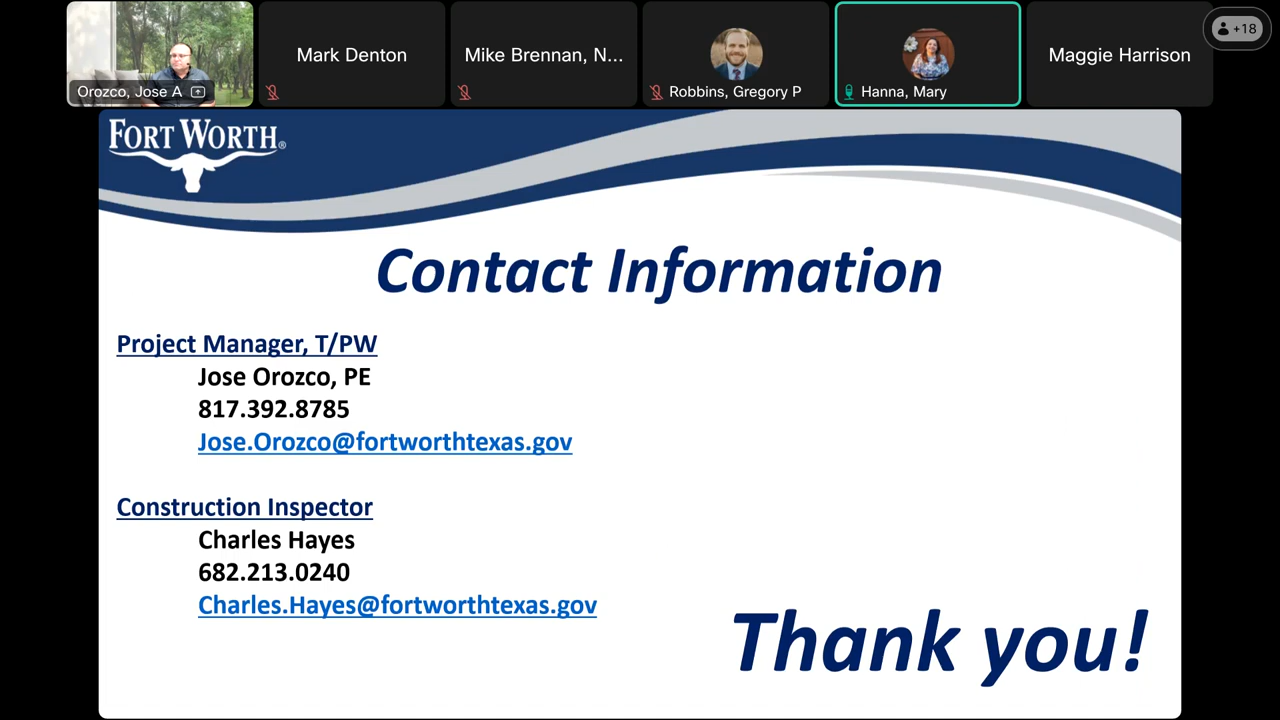 Orozco, Jose A
Mark Denton
Mike Brennan, N...
Robbins, Gregory P
Hanna, Mary
Maggie Harrison
+18
FORT WORTH®
Contact Information
Project Manager, T/PW
Jose Orozco, PE
817.392.8785
Jose.Orozco@fortworthtexas.gov
Construction Inspector
Charles Hayes
682.213.0240
Charles.Hayes@fortworthtexas.gov
Thank you!